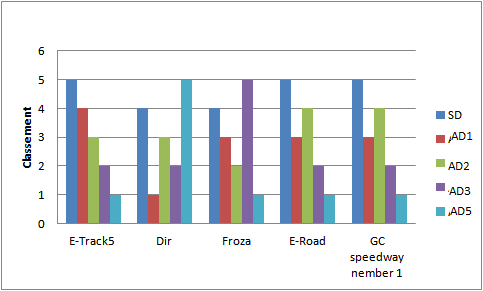 6
5
4
3
2
1
0
Classement
E-Track5
Dir
Froza
E-Road
GC
speedway
nember 1
SD
AD1
AD2
AD3
AD5